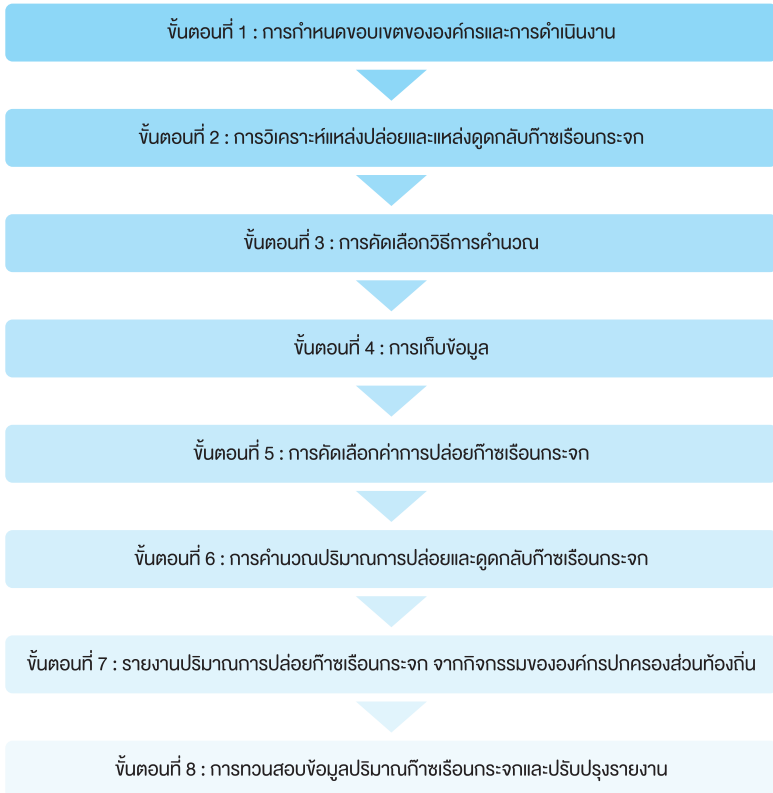 ขั้นตอนที่ 1 : การกำหนดขอบเขตขององค์กรและการดำเนินงาน
ขั้นตอนที่ 2 : การวิเคราะห์แหล่งปล่อยและแหล่งดูดกลับก๊าซเรือนกระจก
ขั้นตอนที่ 3 : การคัดเลือกวิธีการคำนวณ
ขั้นตอนที่ 4 : การเก็บข้อมูล
ขั้นตอนที่ 5 : การคัดเลือกค่าการปล่อยก๊าซเรือนกระจก
ขั้นตอนที่ 6 : การคำนวณปริมาณการปล่อยและดูดกลับก๊าซเรือนกระจก
ขั้นตอนที่ 7 : รายงานปริมาณการปล่อยก๊าซเรือนกระจก จากกิจกรรมขององค์กรปกครองส่วนท้องถิ่น
ขั้นตอนที่ 8 : การทวนสอบข้อมูลปริมาณก๊าซเรือนกระจกและปรับปรุงรายงาน